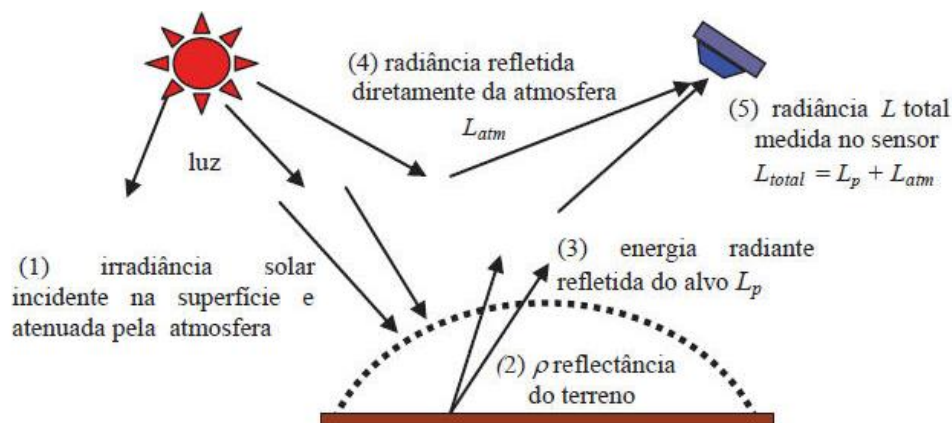 (4) radiância refletida
diretamente da atmosfera
L_atm
(5) radiância L total
medida no sensor
L_total = L_p + L_atm
luz
(1) irradiância solar
incidente na superfície e
atenuada pela atmosfera
(3) energia radiante
refletida do alvo L_p
(2) ρ reflectância
do terreno